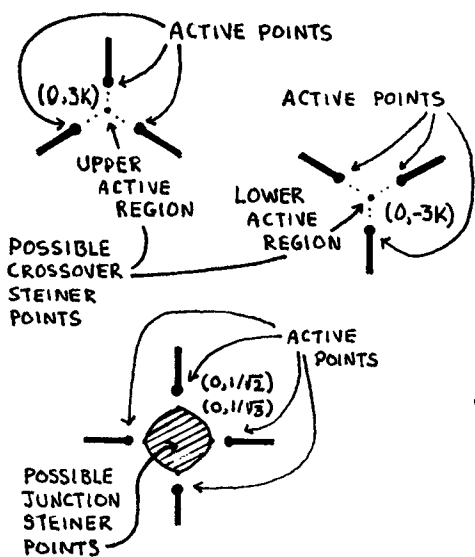 ACTIVE POINTS
(0,3K)
UPPER
ACTIVE
REGION
ACTIVE POINTS
LOWER
ACTIVE
REGION
(0,-3K)
POSSIBLE
CROSSOVER
STEINER
POINTS
ACTIVE
POINTS
(0,1/√2)
(0,1/√3)
POSSIBLE
JUNCTION
STEINER
POINTS